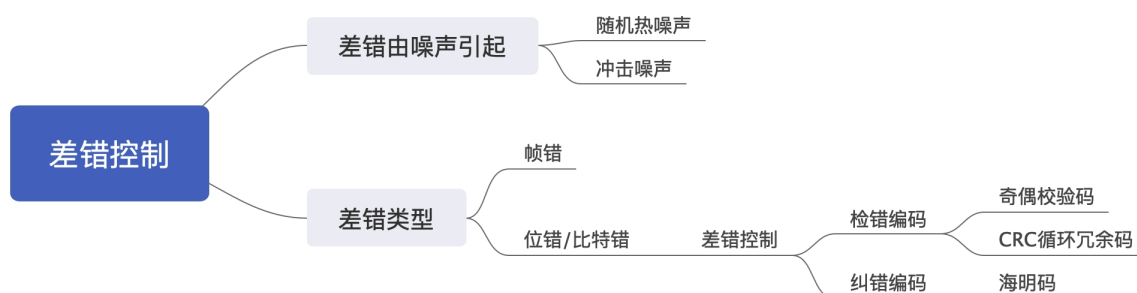 差错控制
差错由噪声引起
随机热噪声
冲击噪声
差错类型
帧错
位错/比特错
差错控制
检错编码
奇偶校验码
CRC循环冗余码
纠错编码
海明码